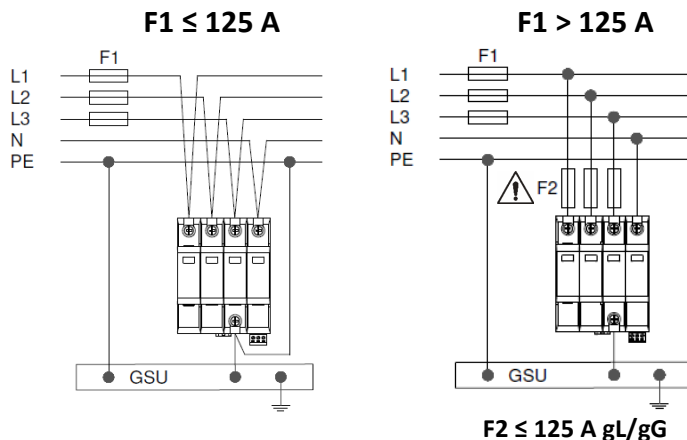 F1 ≤ 125 A
F1
L1
L2
L3
N
PE
GSU
F1 > 125 A
F1
L1
L2
L3
N
PE
F2
GSU
F2 ≤ 125 A gL/gG